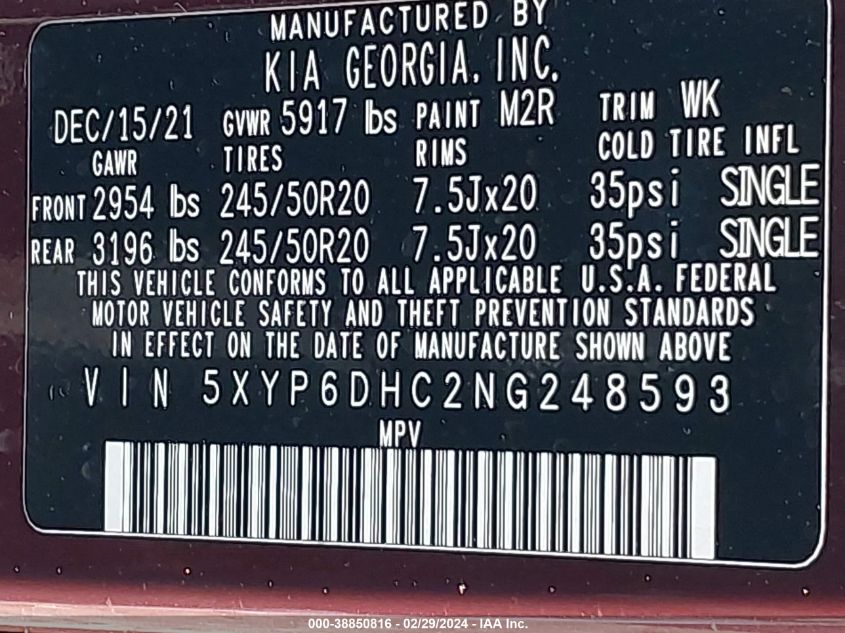 MANUFACTURED BY
KIA GEORGIA, INC.
DEC/15/21 GVWR 5917 lbs PAINT M2R TRIM WK
GAWR TIRES RIMS COLD TIRE INFL
FRONT 2954 lbs 245/50R20 7.5Jx20 35psi SINGLE
REAR 3196 lbs 245/50R20 7.5Jx20 35psi SINGLE
THIS VEHICLE CONFORMS TO ALL APPLICABLE U.S.A. FEDERAL
MOTOR VEHICLE SAFETY AND THEFT PREVENTION STANDARDS
IN EFFECT ON THE DATE OF MANUFACTURE SHOWN ABOVE
VIN 5XYP6DHC2NG248593
MPV
000-38850816 - 02/29/2024 - IAA Inc.